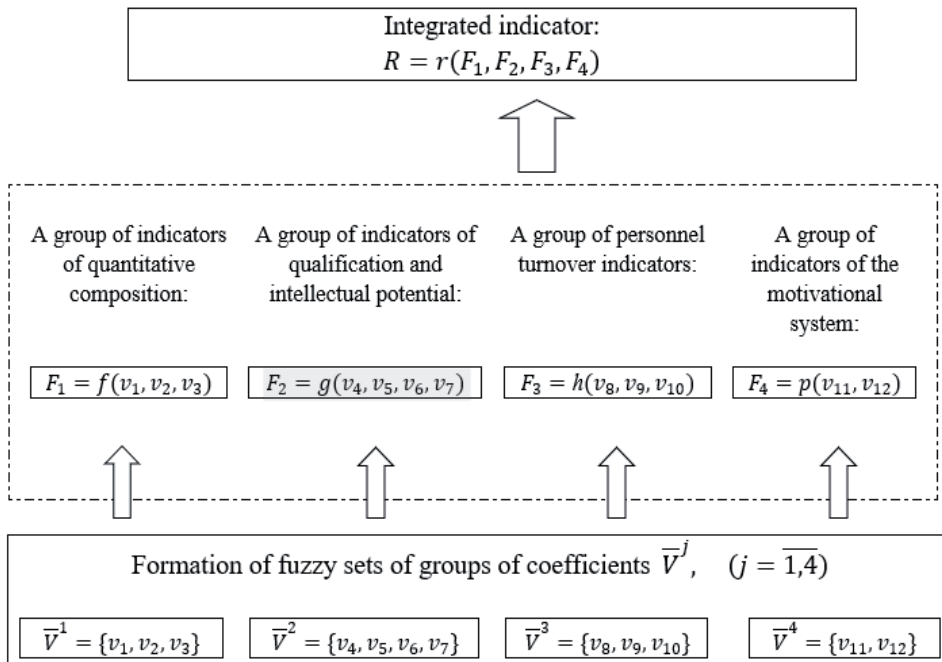 Integrated indicator:
R = r(F₁, F₂, F₃, F₄)
A group of indicators
of quantitative
composition:
F₁ = f(v₁, v₂, v₃)
A group of indicators of
qualification and
intellectual potential:
F₂ = g(v₄, v₅, v₆, v₇)
A group of personnel
turnover indicators:
F₃ = h(v₈, v₉, v₁₀)
A group of
indicators of the
motivational
system:
F₄ = p(v₁₁, v₁₂)
Formation of fuzzy sets of groups of coefficients V̅ʲ, (j = 1,4‾)
V̅¹ = {v₁, v₂, v₃}
V̅² = {v₄, v₅, v₆, v₇}
V̅³ = {v₈, v₉, v₁₀}
V̅⁴ = {v₁₁, v₁₂}